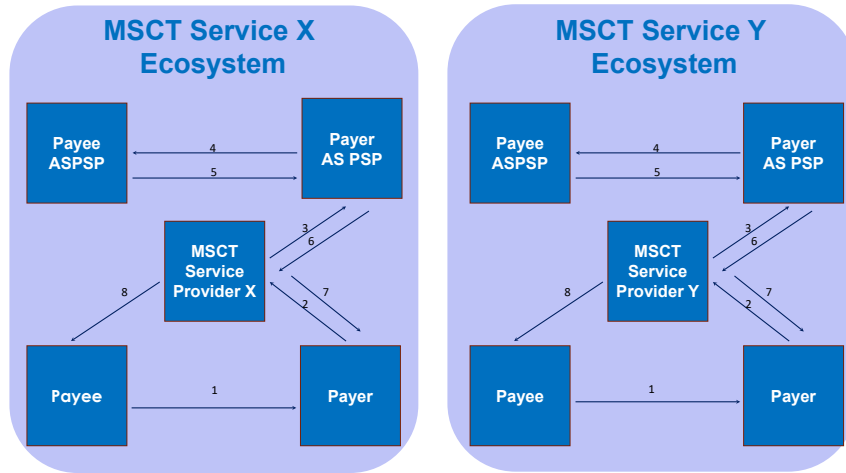 MSCT Service X
Ecosystem
Payee
ASPSP
Payer
AS PSP
4
5
3
6
MSCT
Service
Provider X
8
7
2
Payee
1
Payer
MSCT Service Y
Ecosystem
Payee
ASPSP
Payer
AS PSP
4
5
3
6
MSCT
Service
Provider Y
8
7
2
Payee
1
Payer